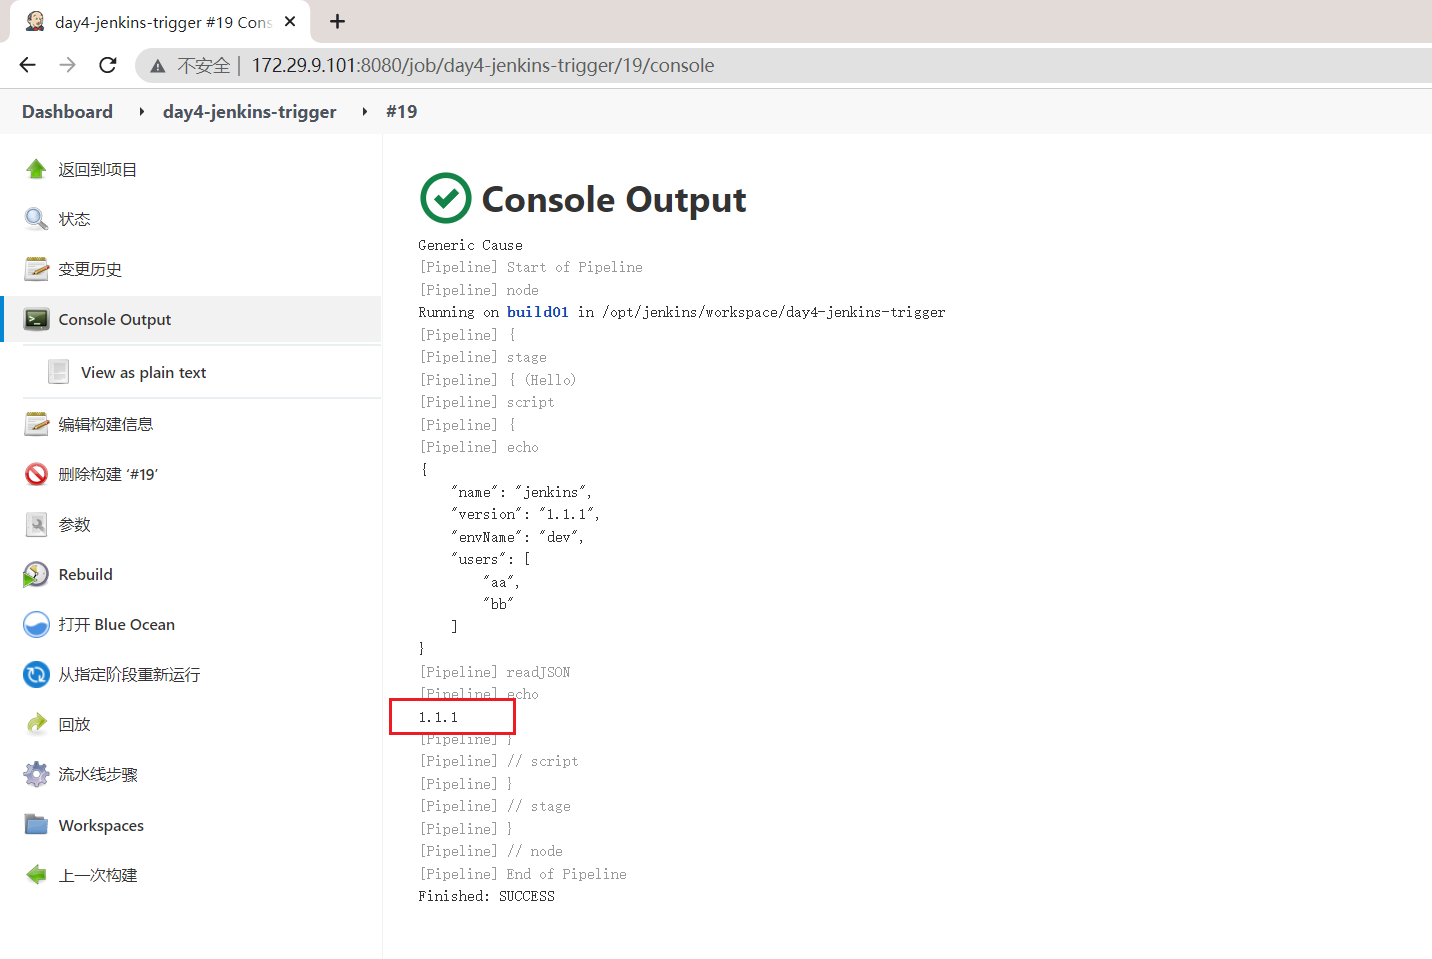 day4-jenkins-trigger #19 Cons
不安全 | 172.29.9.101:8080/job/day4-jenkins-trigger/19/console
Dashboard day4-jenkins-trigger #19
返回到项目
状态
变更历史
Console Output
View as plain text
编辑构建信息
删除构建 ‘#19’
参数
Rebuild
打开 Blue Ocean
从指定阶段重新运行
回放
流水线步骤
Workspaces
上一次构建
Console Output
Generic Cause
[Pipeline] Start of Pipeline
[Pipeline] node
Running on build01 in /opt/jenkins/workspace/day4-jenkins-trigger
[Pipeline] {
[Pipeline] stage
[Pipeline] { (Hello)
[Pipeline] script
[Pipeline] {
[Pipeline] echo
{
    "name": "jenkins",
    "version": "1.1.1",
    "envName": "dev",
    "users": [
        "aa",
        "bb"
    ]
}
[Pipeline] readJSON
[Pipeline] echo
1.1.1
[Pipeline] }
[Pipeline] // script
[Pipeline] }
[Pipeline] // stage
[Pipeline] }
[Pipeline] // node
[Pipeline] End of Pipeline
Finished: SUCCESS